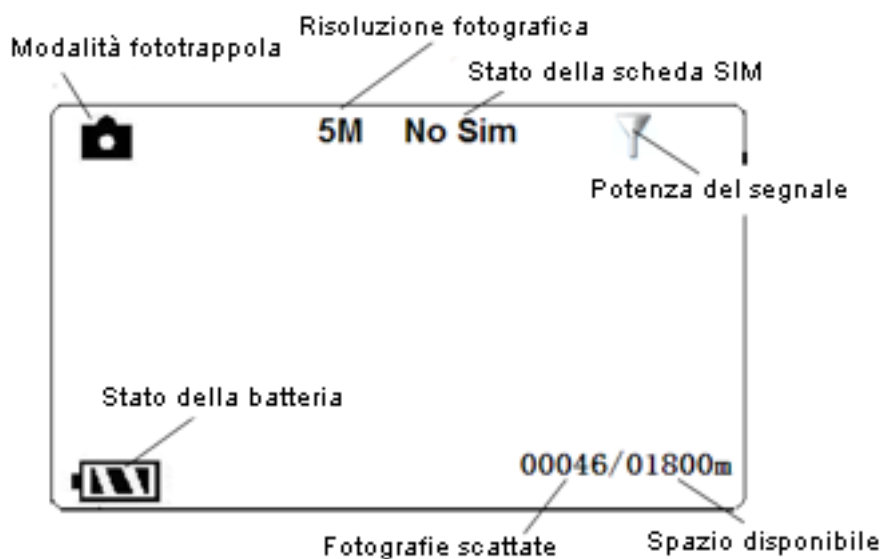 Risoluzione fotografica
Modalità fototrappola
Stato della scheda SIM
5M No Sim
Potenza del segnale
Stato della batteria
00046/01800m
Fotografie scattate
Spazio disponibile